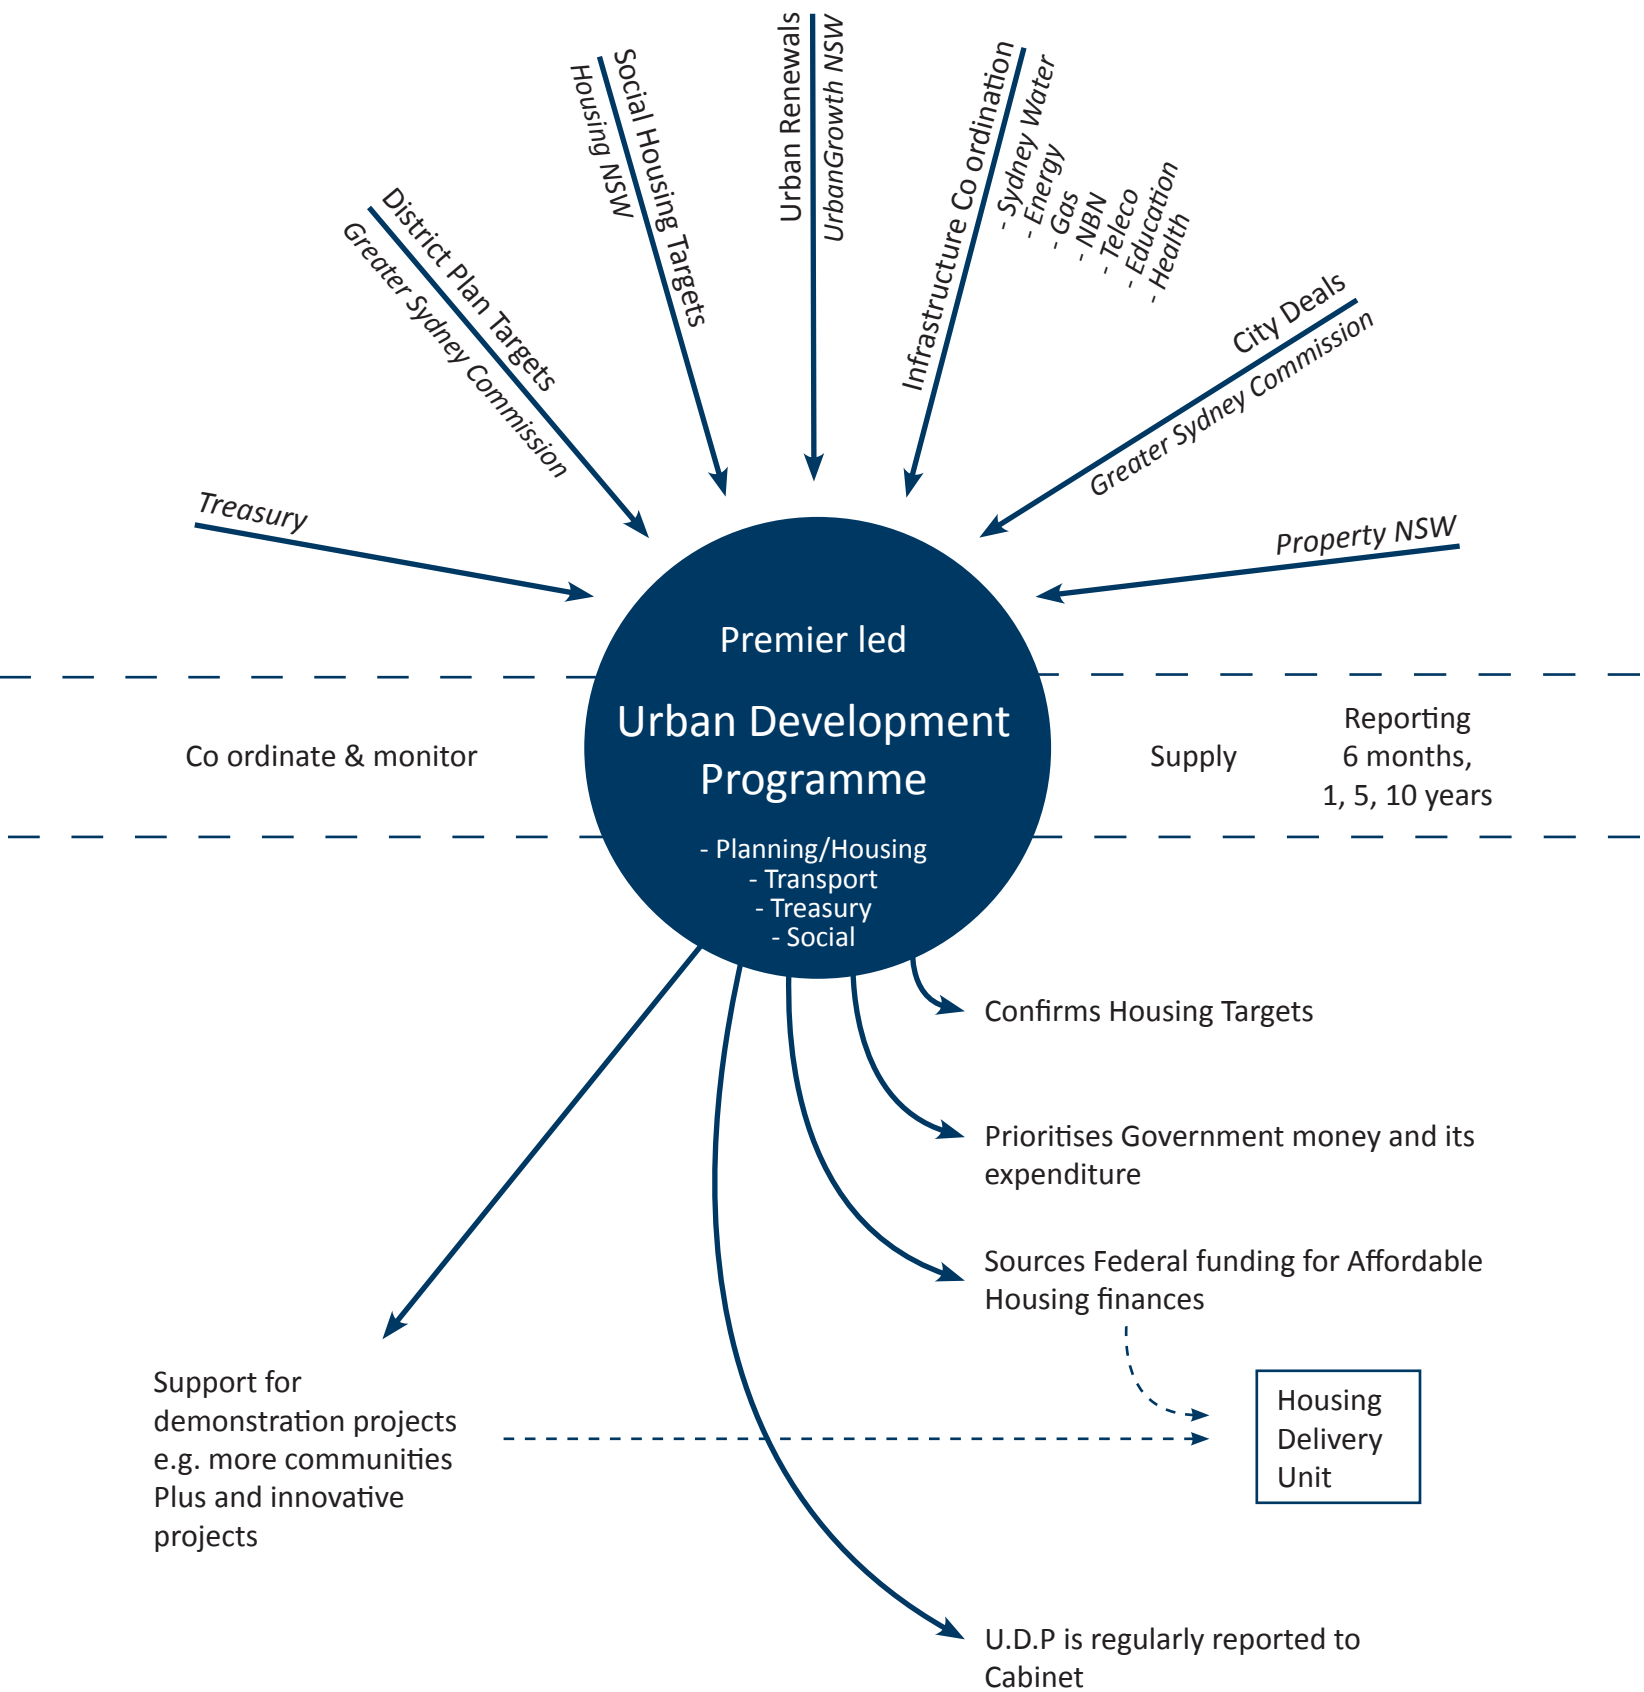 Treasury
District Plan Targets
Greater Sydney Commission
Social Housing Targets
Housing NSW
Urban Renewals
UrbanGrowth NSW
Infrastructure Co ordination
- Sydney Water
- Energy
- Gas
- NBN
- Teleco
- Education
- Health
City Deals
Greater Sydney Commission
Property NSW
Premier led
Urban Development
Programme
- Planning/Housing
- Transport
- Treasury
- Social
Co ordinate & monitor
Supply
Reporting
6 months,
1, 5, 10 years
Confirms Housing Targets
Prioritises Government money and its
expenditure
Sources Federal funding for Affordable
Housing finances
Housing
Delivery
Unit
Support for
demonstration projects
e.g. more communities
Plus and innovative
projects
U.D.P is regularly reported to
Cabinet